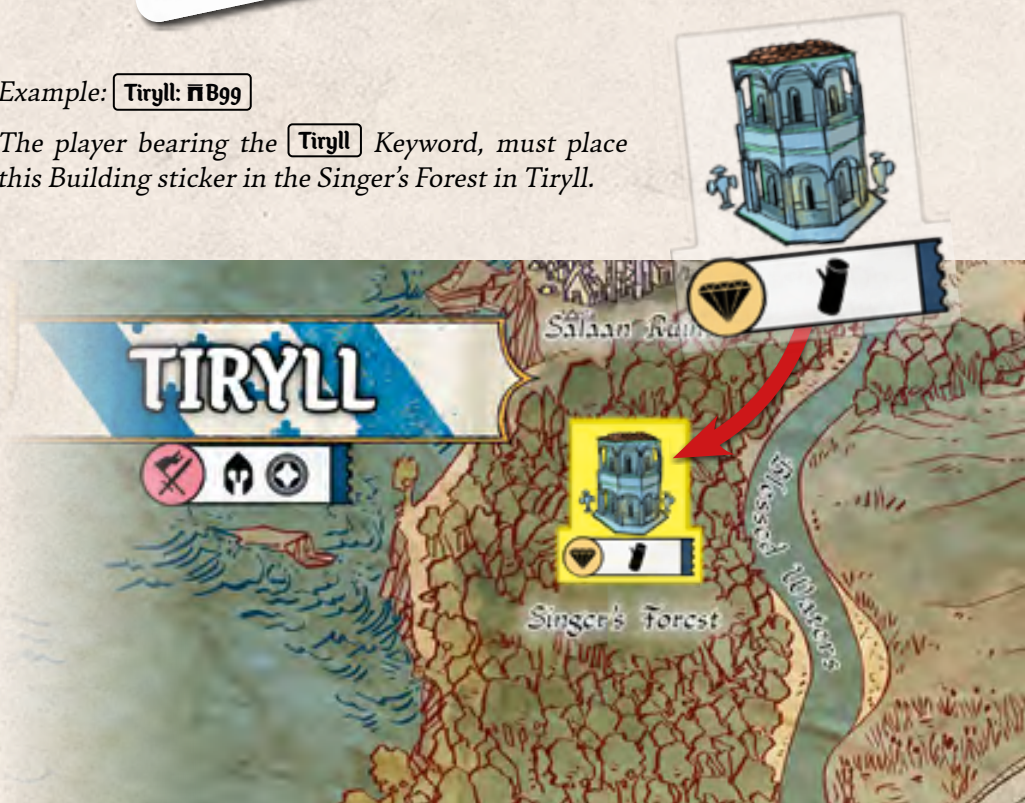 Example: Tiryll: B99
The player bearing the Tiryll Keyword, must place
this Building sticker in the Singer's Forest in Tiryll.
Salaan
TIRYLL
Blessed Waters
Singer's Forest